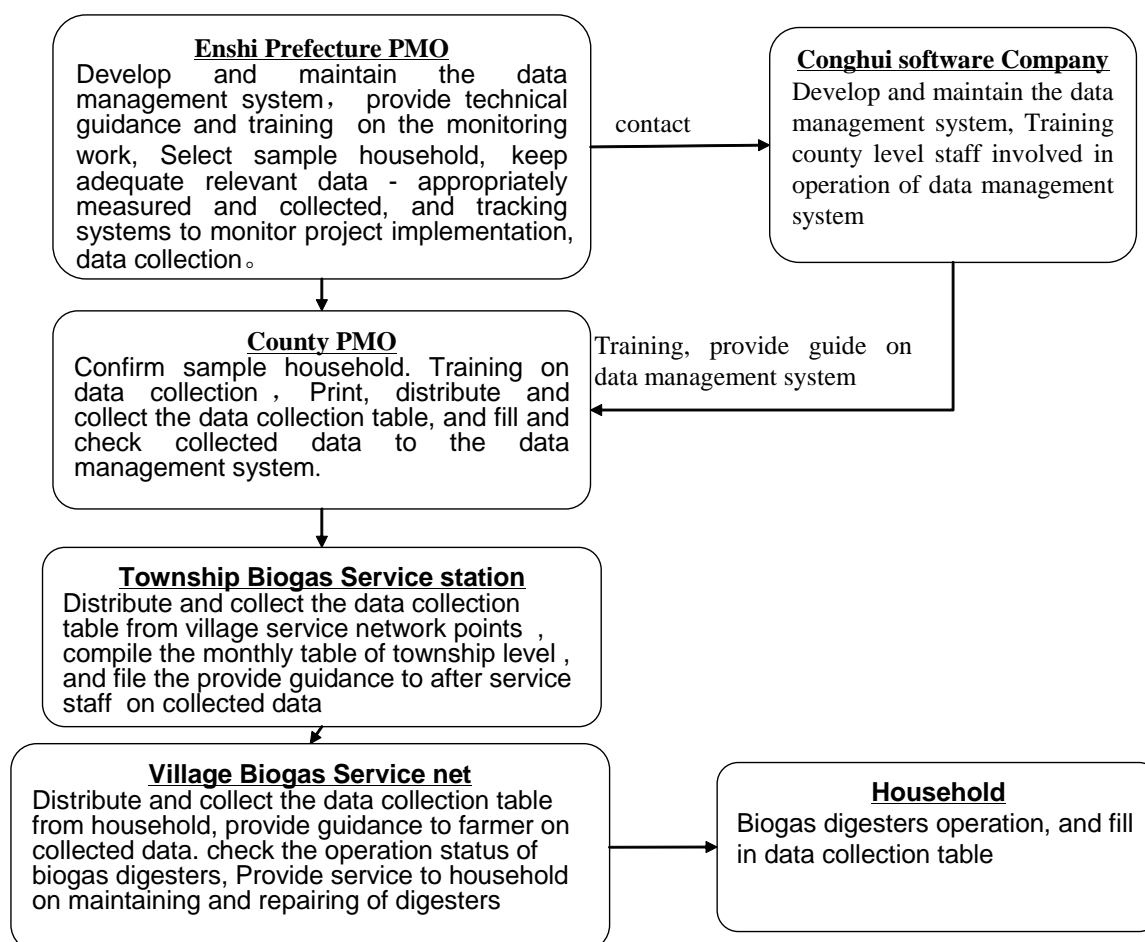 Enshi Prefecture PMO
Develop and maintain the data
management system， provide technical
guidance and training on the monitoring
work, Select sample household, keep
adequate relevant data - appropriately
measured and collected, and tracking
systems to monitor project implementation,
data collection。
contact
Conghui software Company
Develop and maintain the data
management system, Training
county level staff involved in
operation of data management
system
County PMO
Confirm sample household. Training on
data collection ，Print, distribute and
collect the data collection table, and fill and
check collected data to the data
management system.
Training, provide guide on
data management system
Township Biogas Service station
Distribute and collect the data collection
table from village service network points ,
compile the monthly table of township level ,
and file the provide guidance to after service
staff on collected data
Village Biogas Service net
Distribute and collect the data collection table
from household, provide guidance to farmer on
collected data. check the operation status of
biogas digesters, Provide service to household
on maintaining and repairing of digesters
Household
Biogas digesters operation, and fill
in data collection table